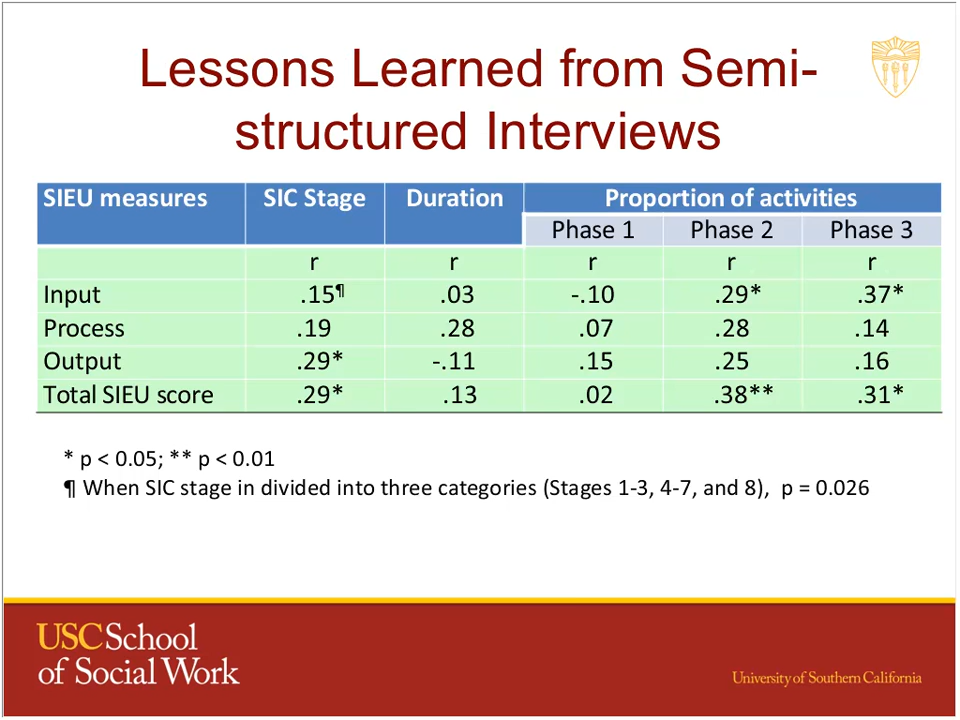 Lessons Learned from Semi-
structured Interviews
SIEU measures SIC Stage Duration Proportion of activities
Phase 1 Phase 2 Phase 3
r r r r r
Input .15¶ .03 -.10 .29* .37*
Process .19 .28 .07 .28 .14
Output .29* -.11 .15 .25 .16
Total SIEU score .29* .13 .02 .38** .31*
* p < 0.05; ** p < 0.01
¶ When SIC stage in divided into three categories (Stages 1-3, 4-7, and 8), p = 0.026
USC School
of Social Work
University of Southern California